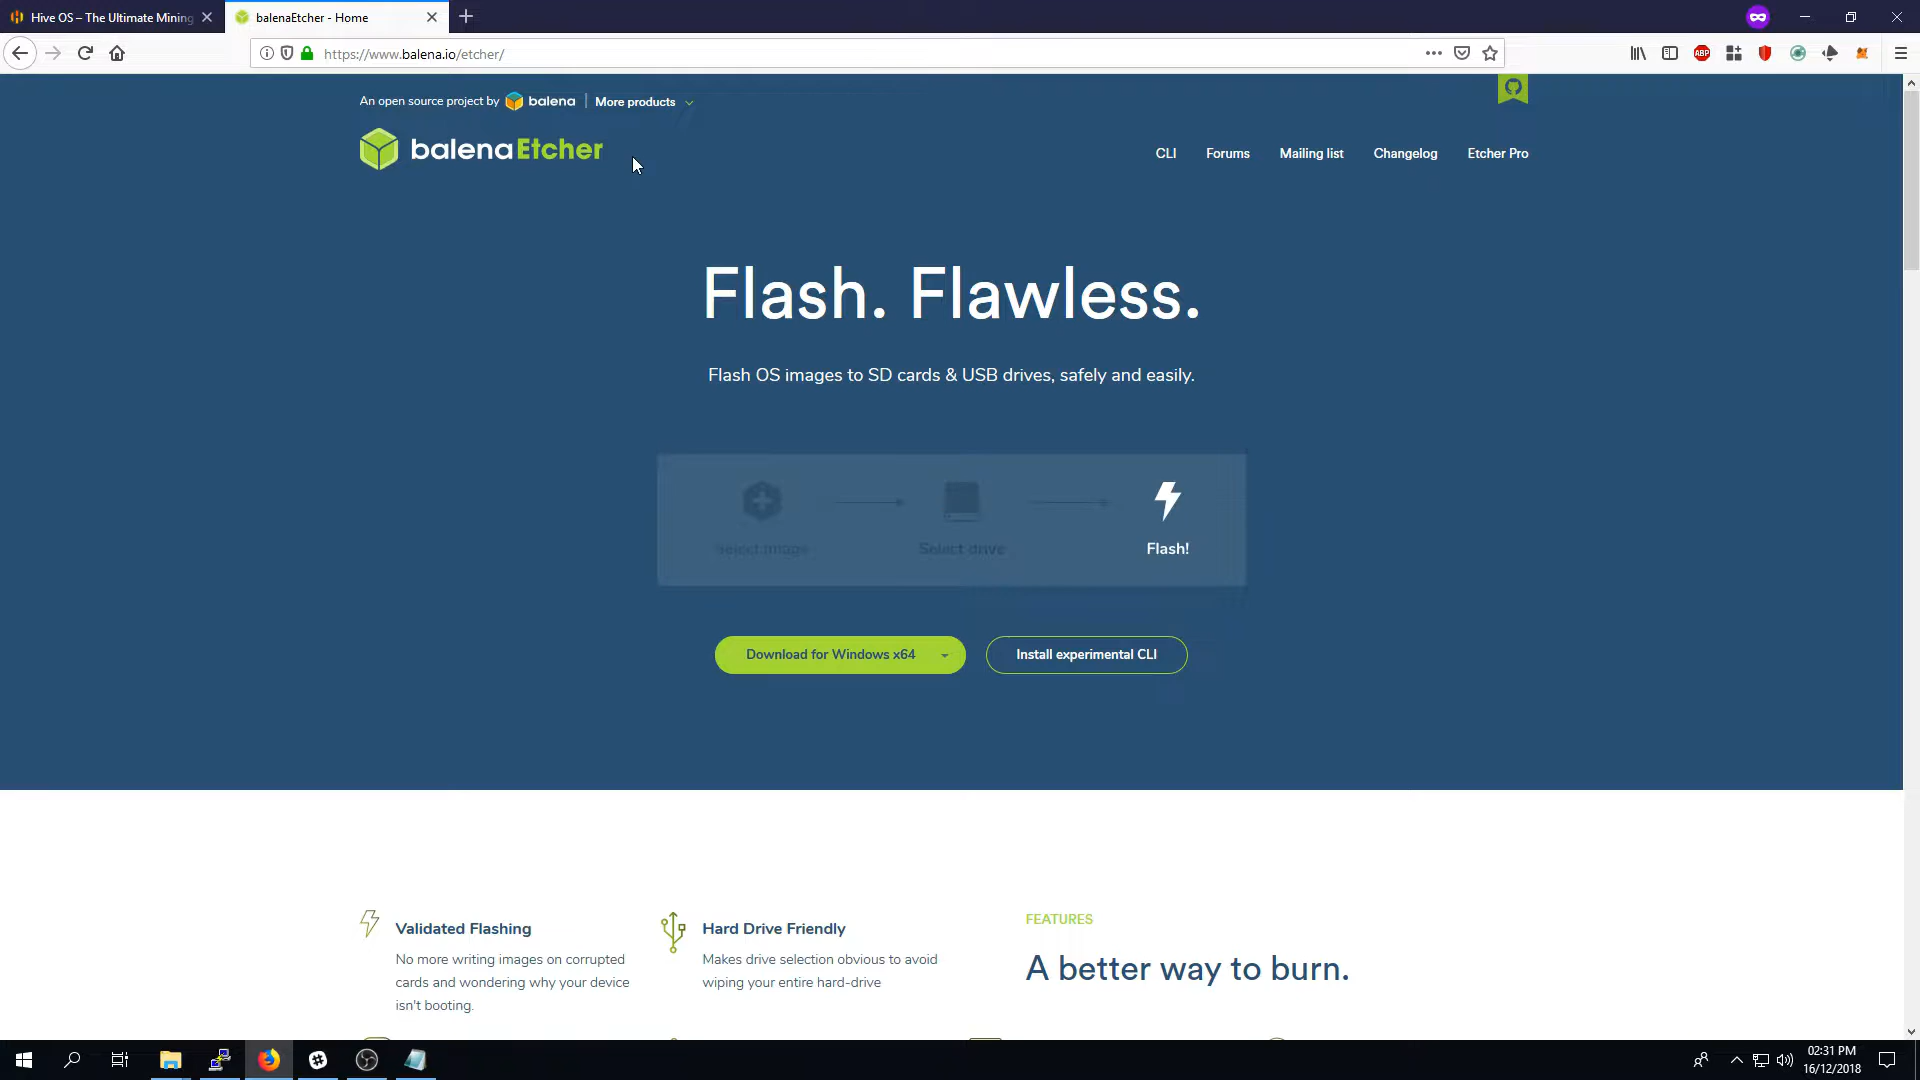 Hive OS – The Ultimate Mining
balenaEtcher - Home
https://www.balena.io/etcher/
ABP
An open source project by balena
More products
balenaEtcher
CLI
Forums
Mailing list
Changelog
Etcher Pro
Flash. Flawless.
Flash OS images to SD cards & USB drives, safely and easily.
Select image
Select drive
Flash!
Download for Windows x64
Install experimental CLI
Validated Flashing
No more writing images on corrupted
cards and wondering why your device
isn't booting.
Hard Drive Friendly
Makes drive selection obvious to avoid
wiping your entire hard-drive
FEATURES
A better way to burn.
02:31 PM
16/12/2018